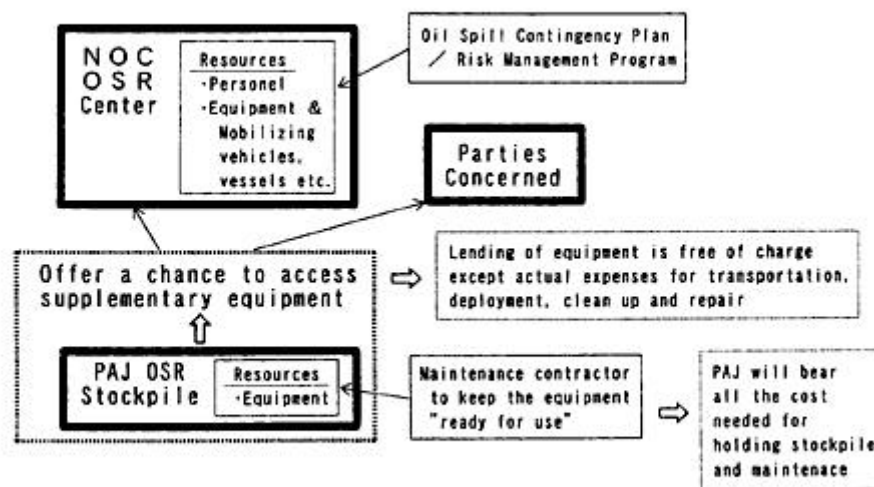 NOC
OSR
Center
Resources
·Personel
·Equipment &
Mobilizing
vehicles,
vessels etc.
Oil Spill Contingency Plan
/ Risk Management Program
Parties
Concerned
Offer a chance to access
supplementary equipment
Lending of equipment is free of charge
except actual expenses for transportation,
deployment, clean up and repair
PAJ OSR
Stockpile
Resources
·Equipment
Maintenance contractor
to keep the equipment
"ready for use"
PAJ will bear
all the cost
needed for
holding stockpile
and maintenace